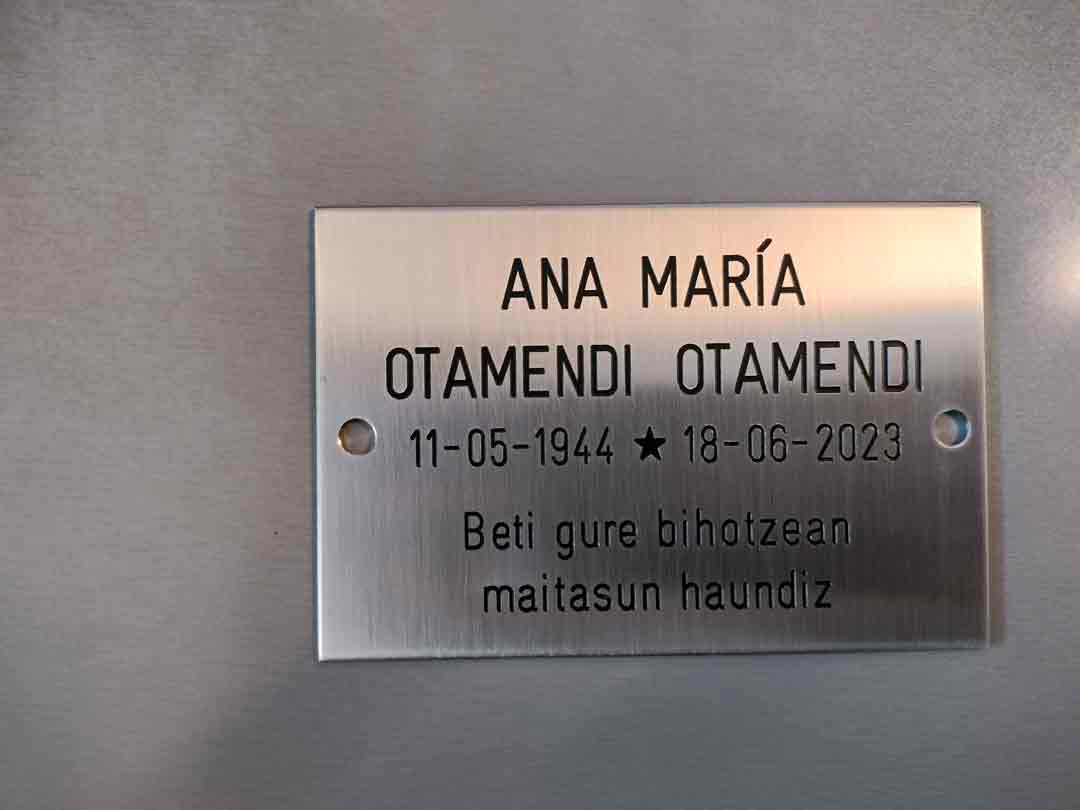 ANA MARÍA
OTAMENDI OTAMENDI
11-05-1944 ★ 18-06-2023
Beti gure bihotzean
maitasun haundiz